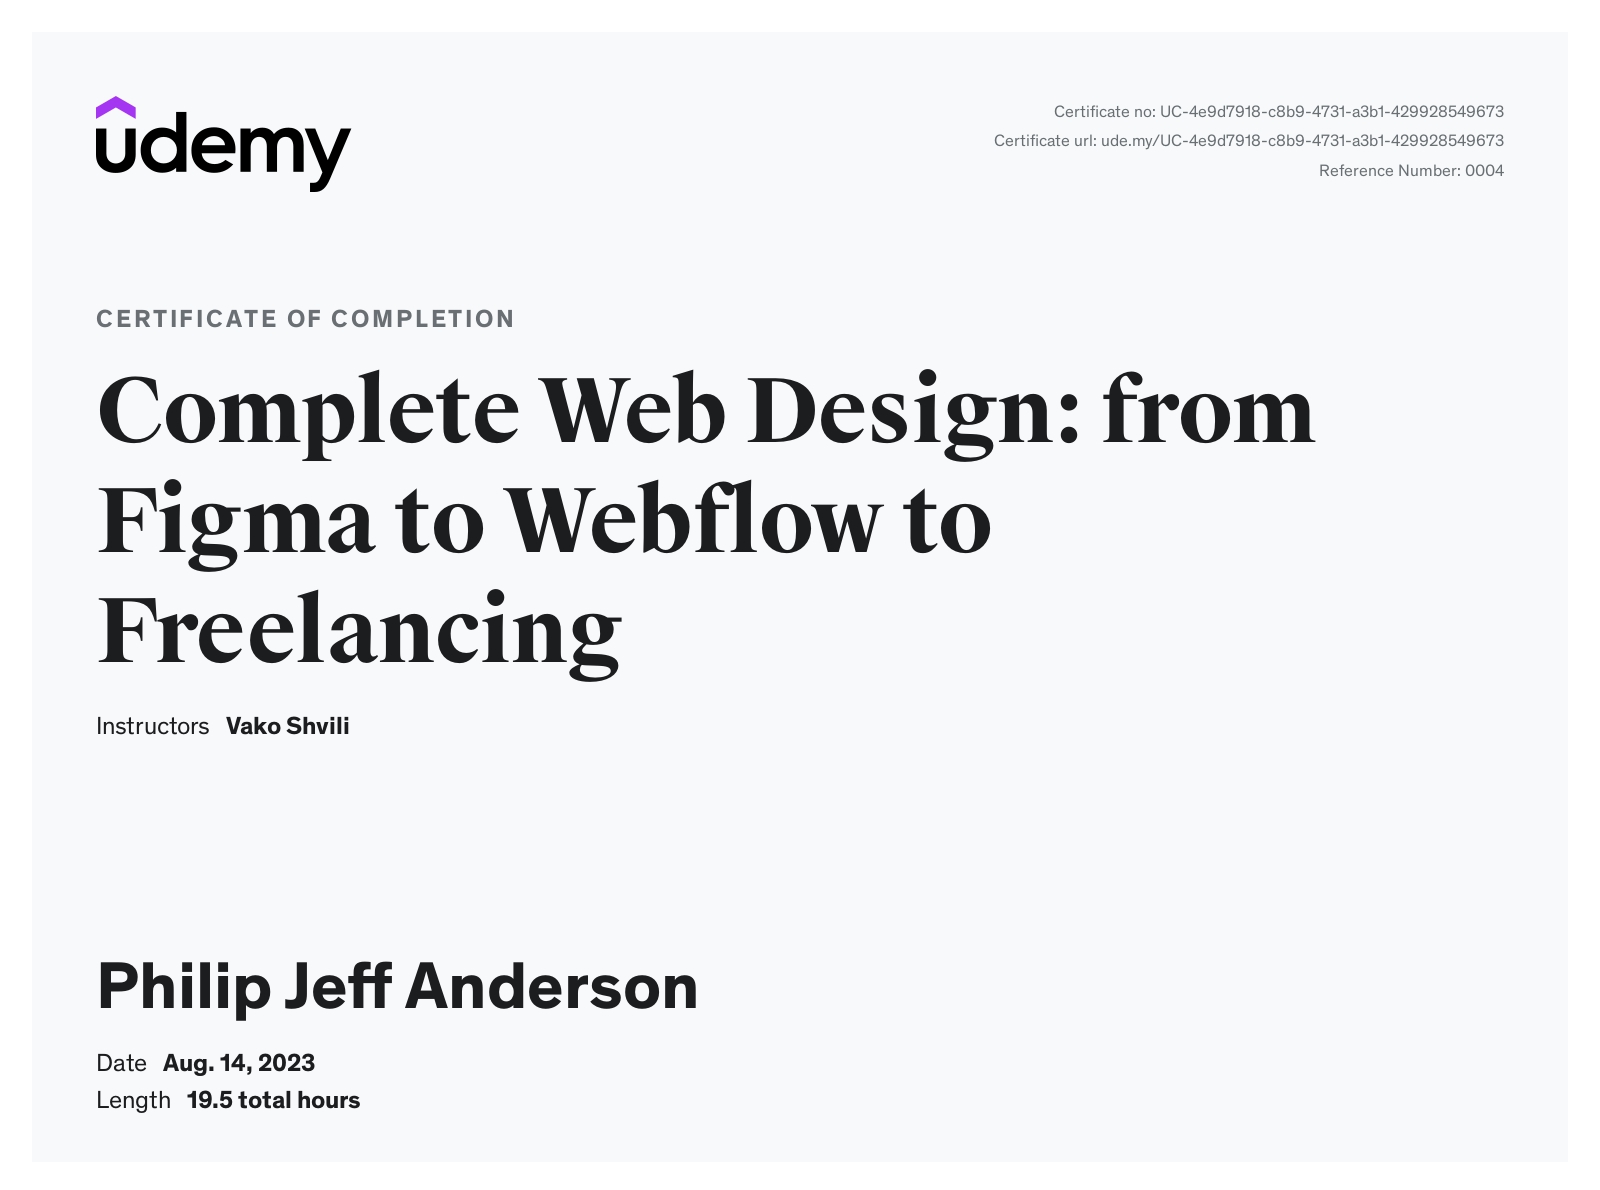 udemy
Certificate no: UC-4e9d7918-c8b9-4731-a3b1-429928549673
Certificate url: ude.my/UC-4e9d7918-c8b9-4731-a3b1-429928549673
Reference Number: 0004
CERTIFICATE OF COMPLETION
Complete Web Design: from
Figma to Webflow to
Freelancing
Instructors Vako Shvili
Philip Jeff Anderson
Date Aug. 14, 2023
Length 19.5 total hours